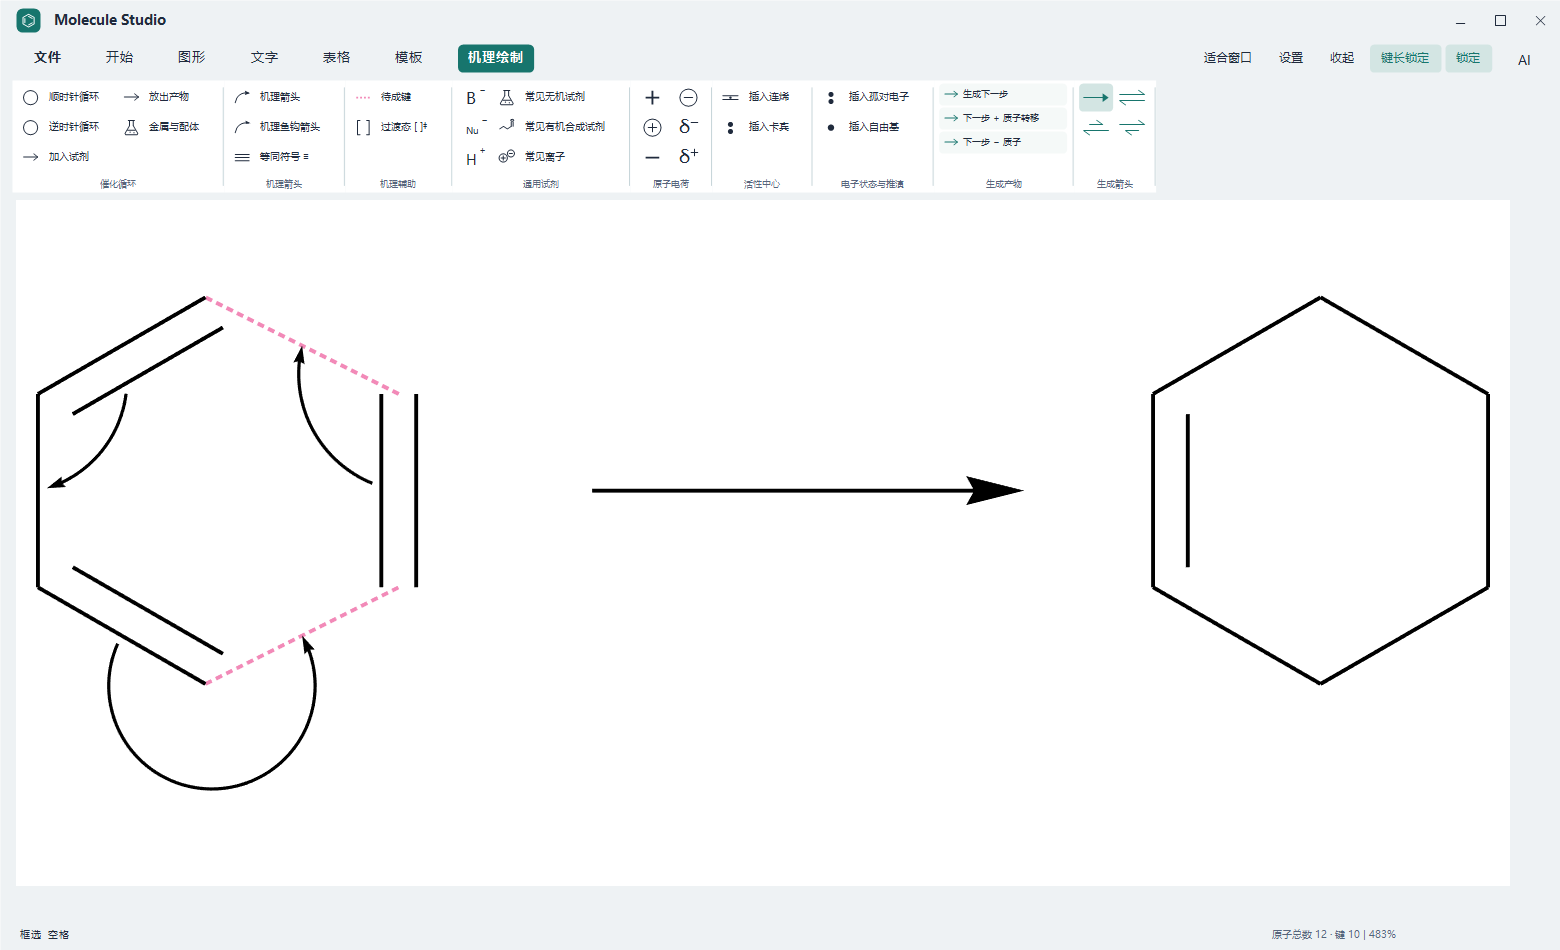 Molecule Studio
文件 开始 图形 文字 表格 模板 机理绘制 适合窗口 设置 收起 键长锁定 锁定 AI
顺时针循环 放出产物 机理箭头 待成键 B⁻ 常见无机试剂 + ⊖ 插入连烯 插入孤对电子 生成下一步
逆时针循环 金属与配体 机理鱼钩箭头 [ ] 过渡态 [ ]‡ Nu⁻ 常见有机合成试剂 ⊕ δ⁻ 插入卡宾 插入自由基 下一步 + 质子转移
加入试剂 等同符号 ≡ H⁺ 常见离子 − δ⁺ 下一步 − 质子
催化循环 机理箭头 机理辅助 通用试剂 原子电荷 活性中心 电子状态与推演 生成产物 生成箭头
框选 空格 原子总数 12 · 键 10 | 483%